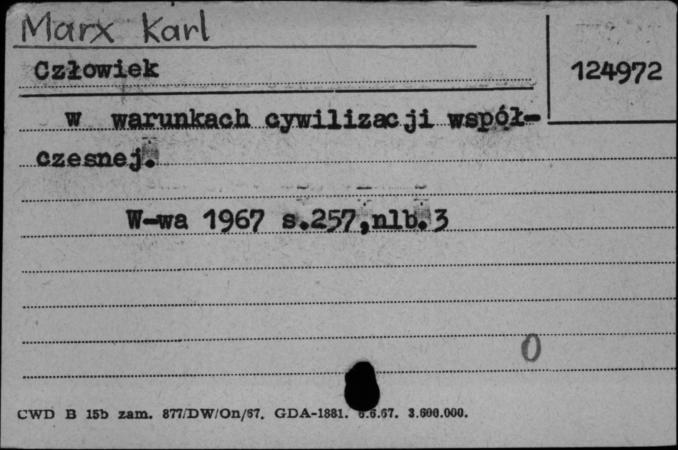 Marx Karl
Człowiek
124972
w warunkach cywilizacji współ-
czesnej.
W-wa 1967 s.257,nlb.3
0
CWD B 15b zam. 877/DW/On/67. GDA-1881. 6.6.67. 3.600.000.